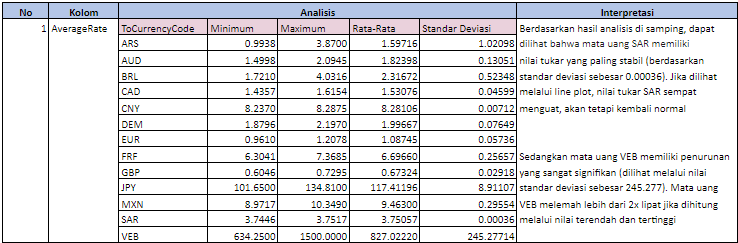 No Kolom Analisis Interpretasi
1 AverageRate ToCurrencyCode Minimum Maximum Rata-Rata Standar Deviasi Berdasarkan hasil analisis di samping, dapat
ARS 0.9938 3.8700 1.59716 1.02098 dilihat bahwa mata uang SAR memiliki
AUD 1.4998 2.0945 1.82398 0.13051 nilai tukar yang paling stabil (berdasarkan
BRL 1.7210 4.0316 2.31672 0.52348 standar deviasi sebesar 0.00036). Jika dilihat
CAD 1.4357 1.6154 1.53076 0.04599 melalui line plot, nilai tukar SAR sempat
CNY 8.2370 8.2875 8.28106 0.00712 menguat, akan tetapi kembali normal
DEM 1.8796 2.1970 1.99667 0.07649
EUR 0.9610 1.2078 1.08745 0.05736
FRF 6.3041 7.3685 6.69660 0.25657 Sedangkan mata uang VEB memiliki penurunan
GBP 0.6046 0.7295 0.67324 0.02918 yang sangat signifikan (dilihat melalui nilai
JPY 101.6500 134.8100 117.41196 8.91107 standar deviasi sebesar 245.277). Mata uang
MXN 8.9717 10.3490 9.46300 0.29554 VEB melemah lebih dari 2x lipat jika dihitung
SAR 3.7446 3.7517 3.75057 0.00036 melalui nilai terendah dan tertinggi
VEB 634.2500 1500.0000 827.02220 245.27714